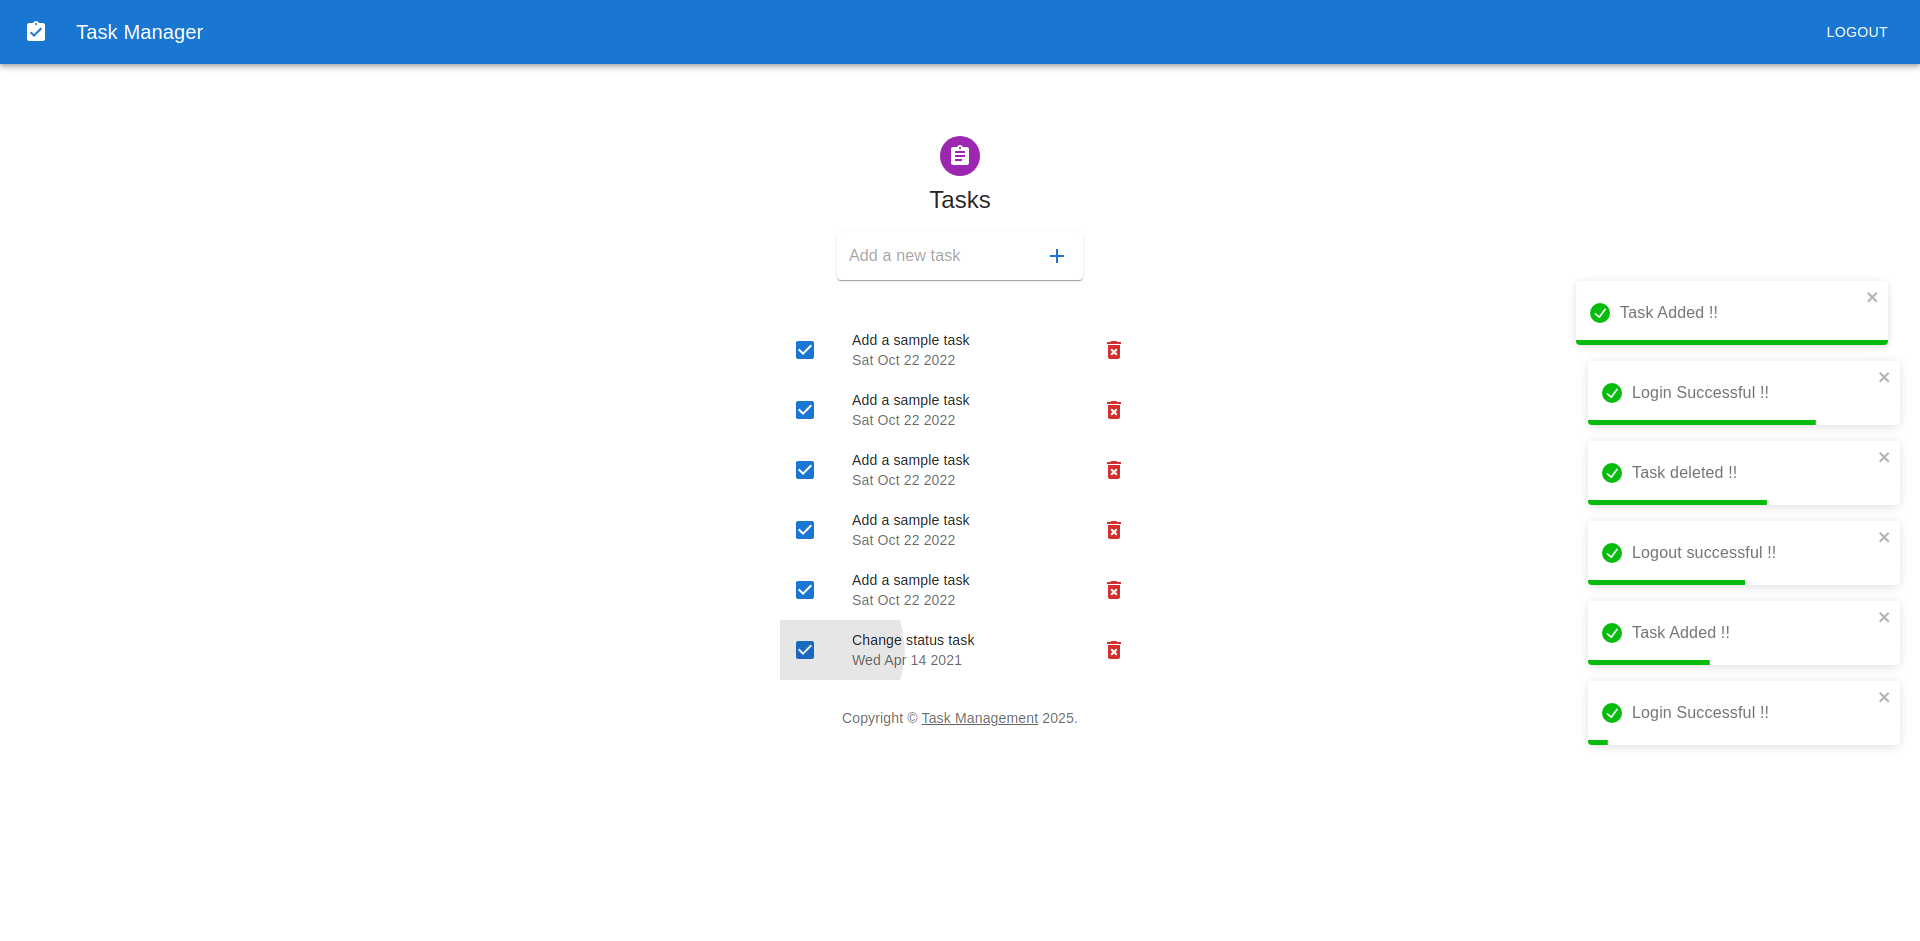 Task Manager
LOGOUT
Tasks
Add a new task
Add a sample task
Sat Oct 22 2022
Add a sample task
Sat Oct 22 2022
Add a sample task
Sat Oct 22 2022
Add a sample task
Sat Oct 22 2022
Add a sample task
Sat Oct 22 2022
Change status task
Wed Apr 14 2021
Copyright © Task Management 2025.
Task Added !!
Login Successful !!
Task deleted !!
Logout successful !!
Task Added !!
Login Successful !!